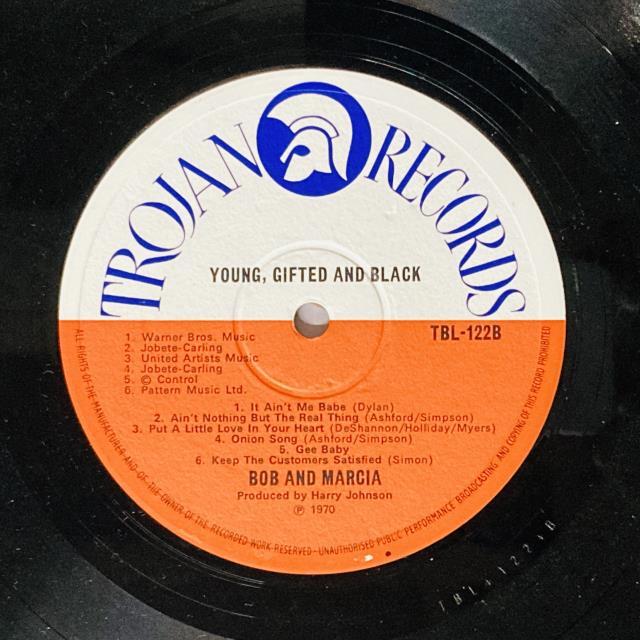 TROJAN RECORDS
YOUNG, GIFTED AND BLACK
TBL-122B
1. Warner Bros. Music
2. Jobete-Carling
3. United Artists Music
4. Jobete-Carling
5. © Control
6. Pattern Music Ltd.
1. It Ain't Me Babe (Dylan)
2. Ain't Nothing But The Real Thing (Ashford/Simpson)
3. Put A Little Love In Your Heart (DeShannon/Holliday/Myers)
4. Onion Song (Ashford/Simpson)
5. Gee Baby
6. Keep The Customers Satisfied (Simon)
BOB AND MARCIA
Produced by Harry Johnson
℗ 1970
ALL RIGHTS OF THE MANUFACTURER AND OF THE OWNER OF THE RECORDED WORK RESERVED-UNAUTHORISED PUBLIC PERFORMANCE BROADCASTING AND COPYING OF THIS RECORD PROHIBITED